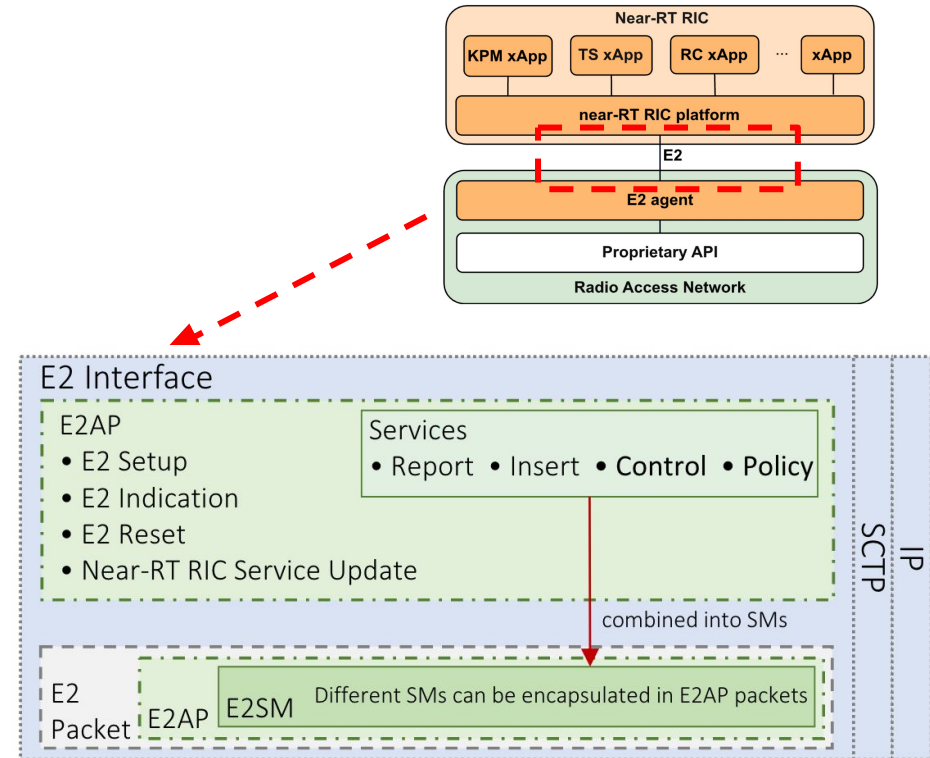 Near-RT RIC
KPM xApp TS xApp RC xApp ... xApp
near-RT RIC platform
E2
E2 agent
Proprietary API
Radio Access Network
E2 Interface
E2AP
• E2 Setup
• E2 Indication
• E2 Reset
• Near-RT RIC Service Update
Services
• Report • Insert • Control • Policy
combined into SMs
SCTP
IP
E2
Packet
E2AP
E2SM
Different SMs can be encapsulated in E2AP packets